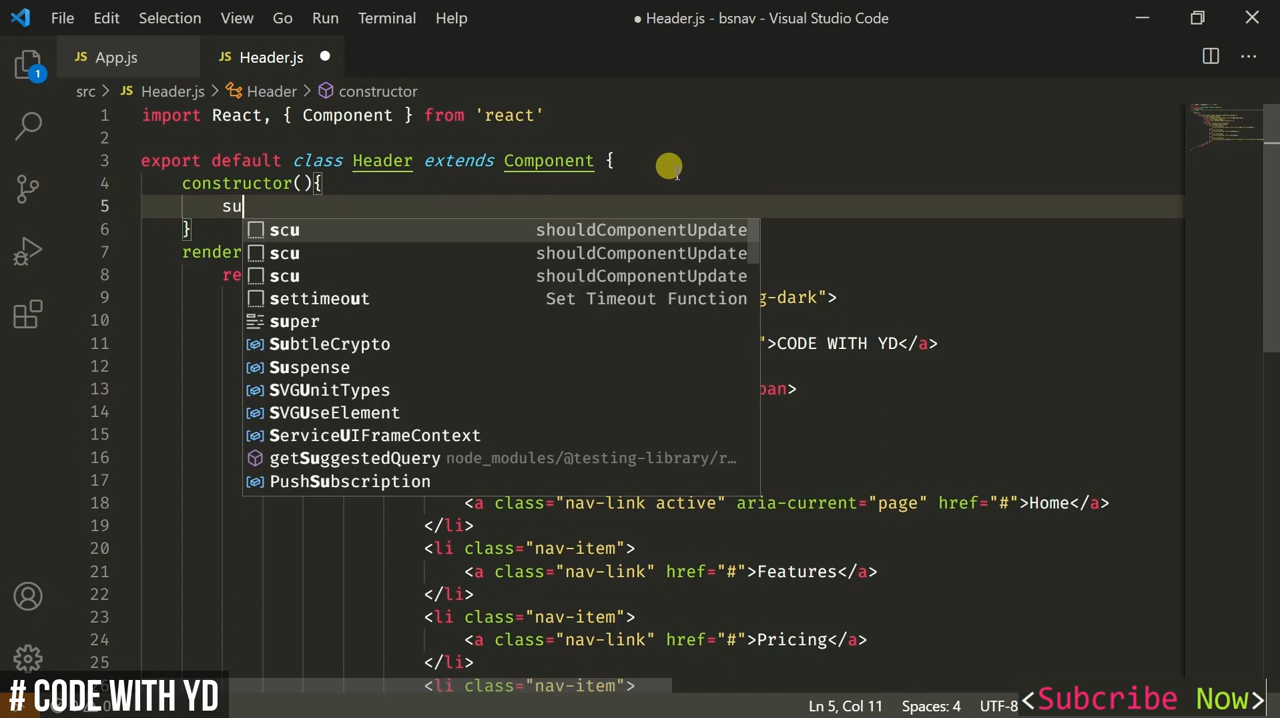 File Edit Selection View Go Run Terminal Help ● Header.js - bsnav - Visual Studio Code
JS App.js JS Header.js
src > JS Header.js > Header > constructor
1 import React, { Component } from 'react'
2
3 export default class Header extends Component {
4 constructor(){
5 su
6 }
7 render
8 re
9 g-dark">
10
11 ">CODE WITH YD</a>
12
13 pan>
14
15
16
17
18 <a class="nav-link active" aria-current="page" href="#">Home</a>
19 </li>
20 <li class="nav-item">
21 <a class="nav-link" href="#">Features</a>
22 </li>
23 <li class="nav-item">
24 <a class="nav-link" href="#">Pricing</a>
25 </li>
<li class="nav-item">
scu shouldComponentUpdate
scu shouldComponentUpdate
scu shouldComponentUpdate
settimeout Set Timeout Function
super
SubtleCrypto
Suspense
SVGUnitTypes
SVGUseElement
ServiceUIFrameContext
getSuggestedQuery node_modules/@testing-library/r…
PushSubscription
1
# CODE WITH YD
Ln 5, Col 11 Spaces: 4 UTF-8
<Subcribe Now>